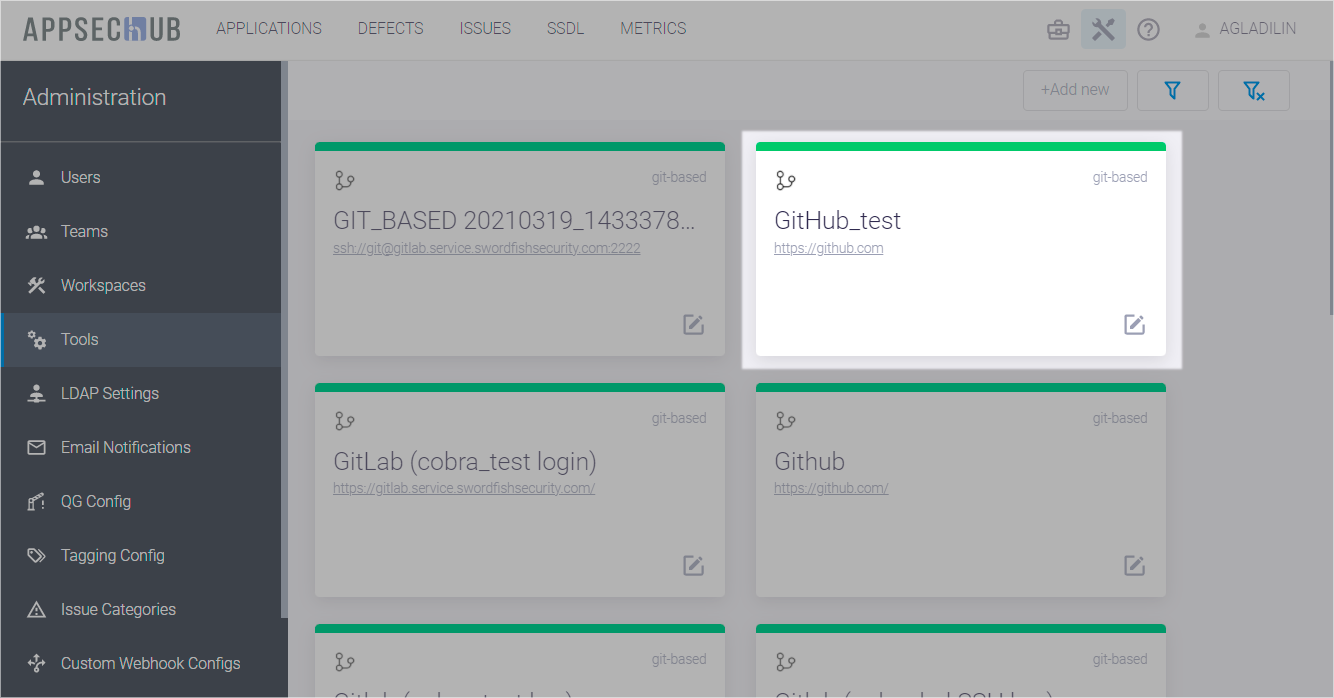 APPSECHUB APPLICATIONS DEFECTS ISSUES SSDL METRICS AGLADILIN
Administration
+Add new
Users
Teams
Workspaces
Tools
LDAP Settings
Email Notifications
QG Config
Tagging Config
Issue Categories
Custom Webhook Configs
git-based
GIT_BASED 20210319_1433378...
ssh://git@gitlab.service.swordfishsecurity.com:2222
git-based
GitHub_test
https://github.com
git-based
GitLab (cobra_test login)
https://gitlab.service.swordfishsecurity.com/
git-based
Github
https://github.com/
git-based
git-based